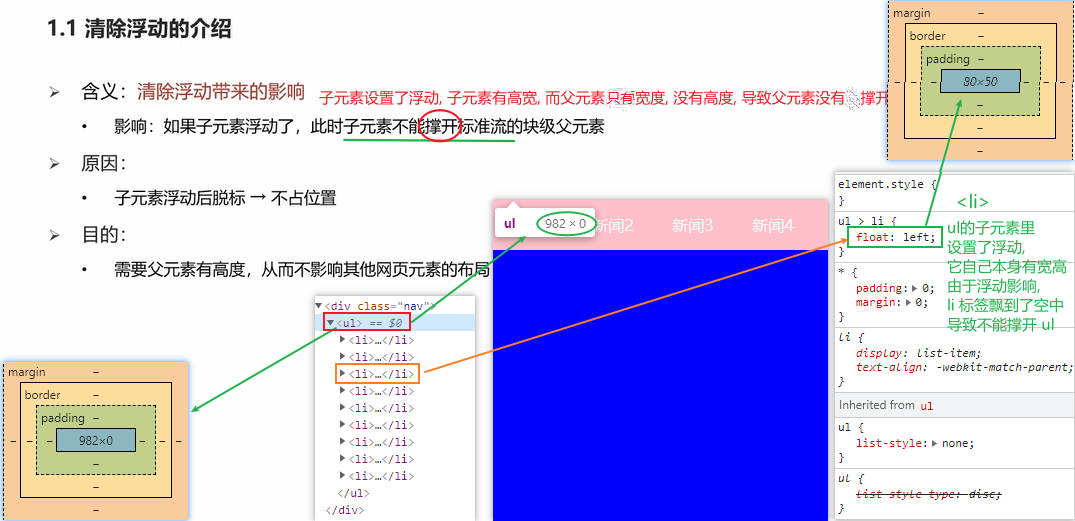 1.1 清除浮动的介绍
➢ 含义：清除浮动带来的影响
子元素设置了浮动, 子元素有高宽, 而父元素只有宽度, 没有高度, 导致父元素没有撑开
• 影响：如果子元素浮动了，此时子元素不能撑开标准流的块级父元素
➢ 原因：
• 子元素浮动后脱标 → 不占位置
➢ 目的：
• 需要父元素有高度，从而不影响其他网页元素的布局
margin –
border –
padding –
– – – 80×50 – – –
–
–
–
ul 982 × 0
新闻2 新闻3 新闻4
▼<div class="nav">
▼<ul> == $0
▶<li>…</li>
▶<li>…</li>
▶<li>…</li>
▶<li>…</li>
▶<li>…</li>
▶<li>…</li>
▶<li>…</li>
▶<li>…</li>
▶<li>…</li>
</ul>
</div>
margin –
border –
padding –
– – – 982×0 – – –
–
–
–
element.style {
}
ul > li {
float: left;
}
* {
padding:▶ 0;
margin:▶ 0;
}
li {
display: list-item;
text-align: -webkit-match-parent;
}
Inherited from ul
ul {
list-style:▶ none;
}
ul {
list-style-type: disc;
}
<li>
ul的子元素里
设置了浮动,
它自己本身有宽高
由于浮动影响,
li 标签飘到了空中
导致不能撑开 ul